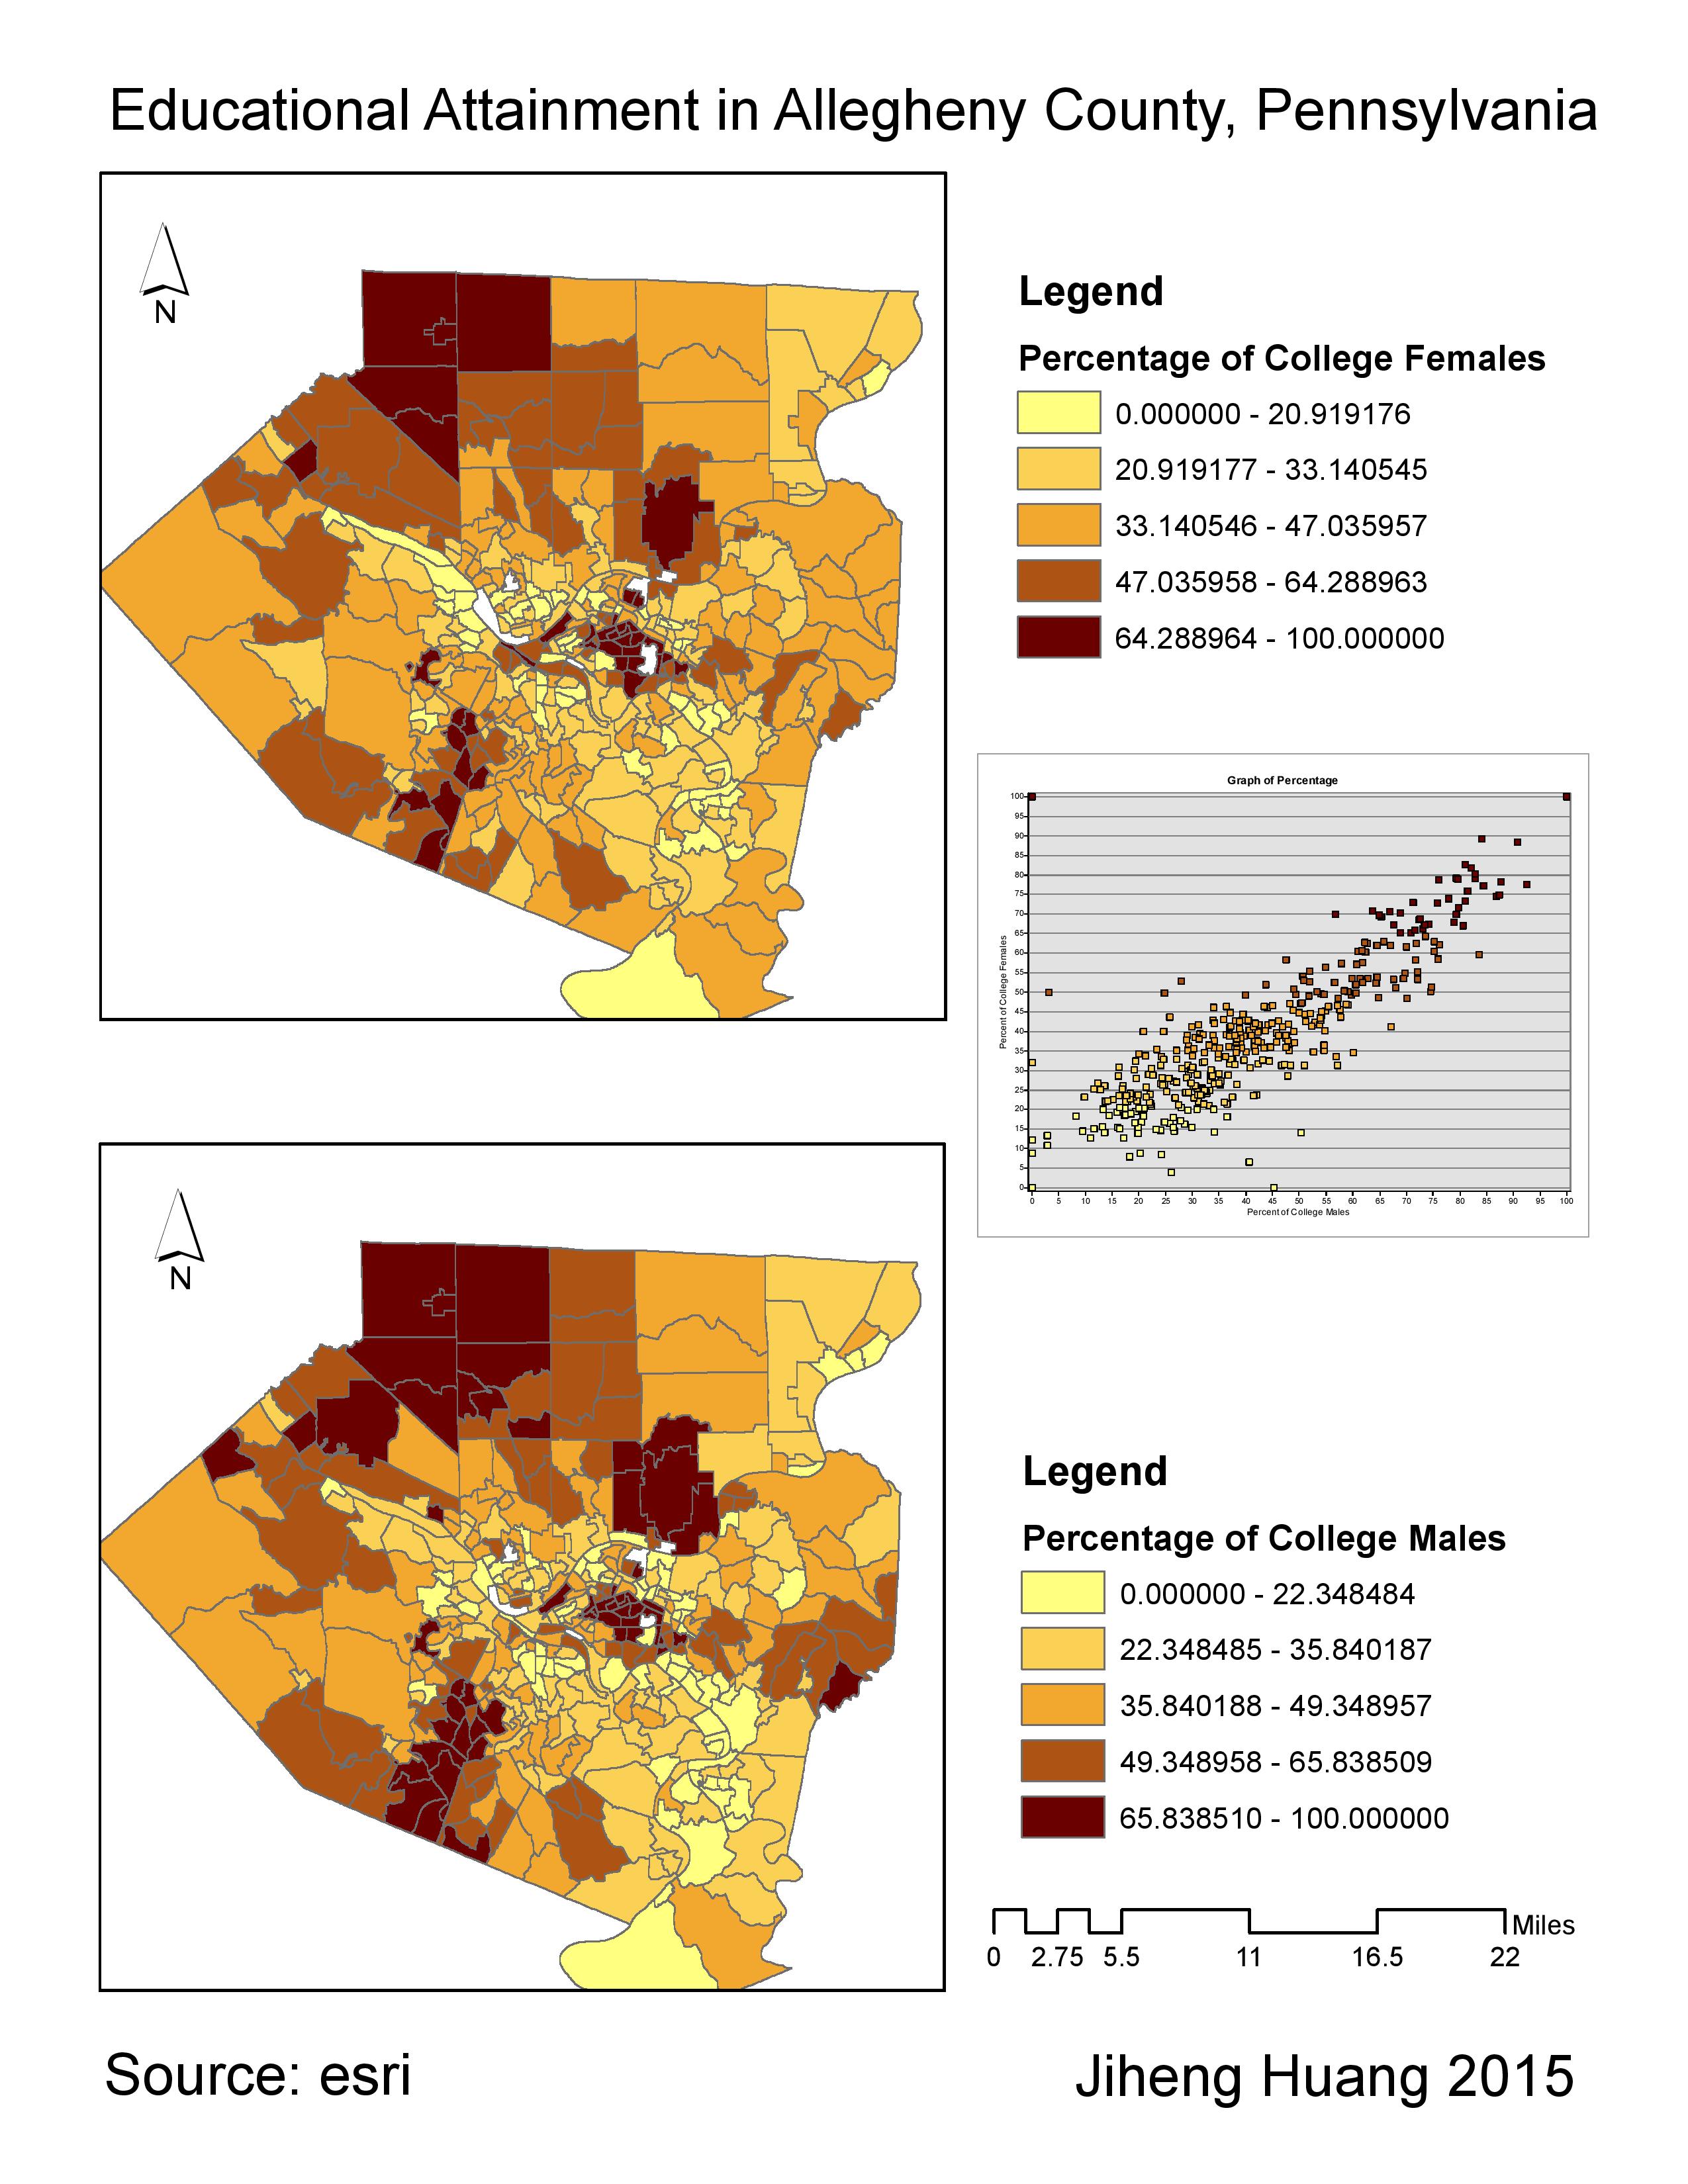 Educational Attainment in Allegheny County, Pennsylvania
N
Legend
Percentage of College Females
0.000000 - 20.919176
20.919177 - 33.140545
33.140546 - 47.035957
47.035958 - 64.288963
64.288964 - 100.000000
Graph of Percentage
100
95
90
85
80
75
70
65
60
55
50
45
40
35
30
25
20
15
10
5
0
Percent of College Females
0 5 10 15 20 25 30 35 40 45 50 55 60 65 70 75 80 85 90 95 100
Percent of College Males
N
Legend
Percentage of College Males
0.000000 - 22.348484
22.348485 - 35.840187
35.840188 - 49.348957
49.348958 - 65.838509
65.838510 - 100.000000
Miles
0 2.75 5.5 11 16.5 22
Source: esri
Jiheng Huang 2015